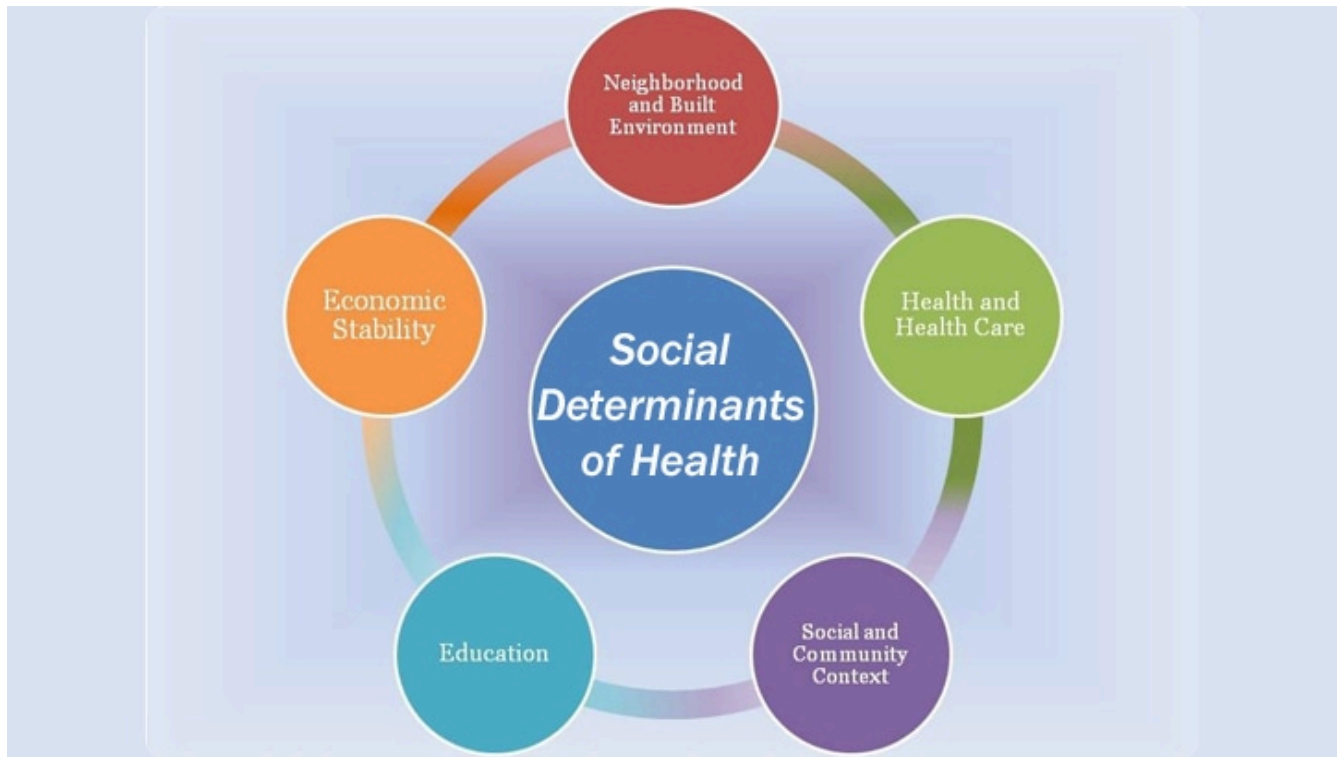 Neighborhood
and Built
Environment
Economic
Stability
Health and
Health Care
Social
Determinants
of Health
Education
Social and
Community
Context